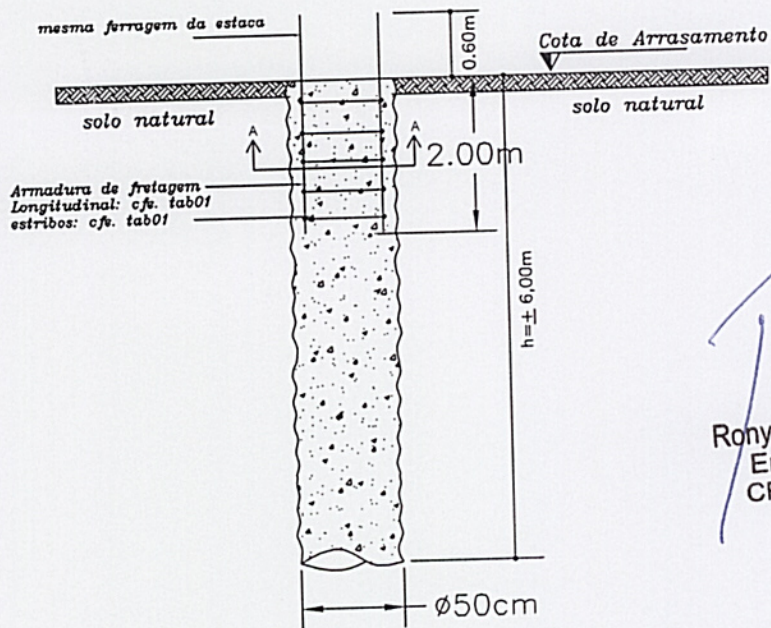 mesma ferragem da estaca
0.60m
Cota de Arrasamento
solo natural
solo natural
A
A
2.00m
Armadura de fretagem
Longitudinal: cfe. tab01
estribos: cfe. tab01
h=± 6,00m
Rony
Ø50cm